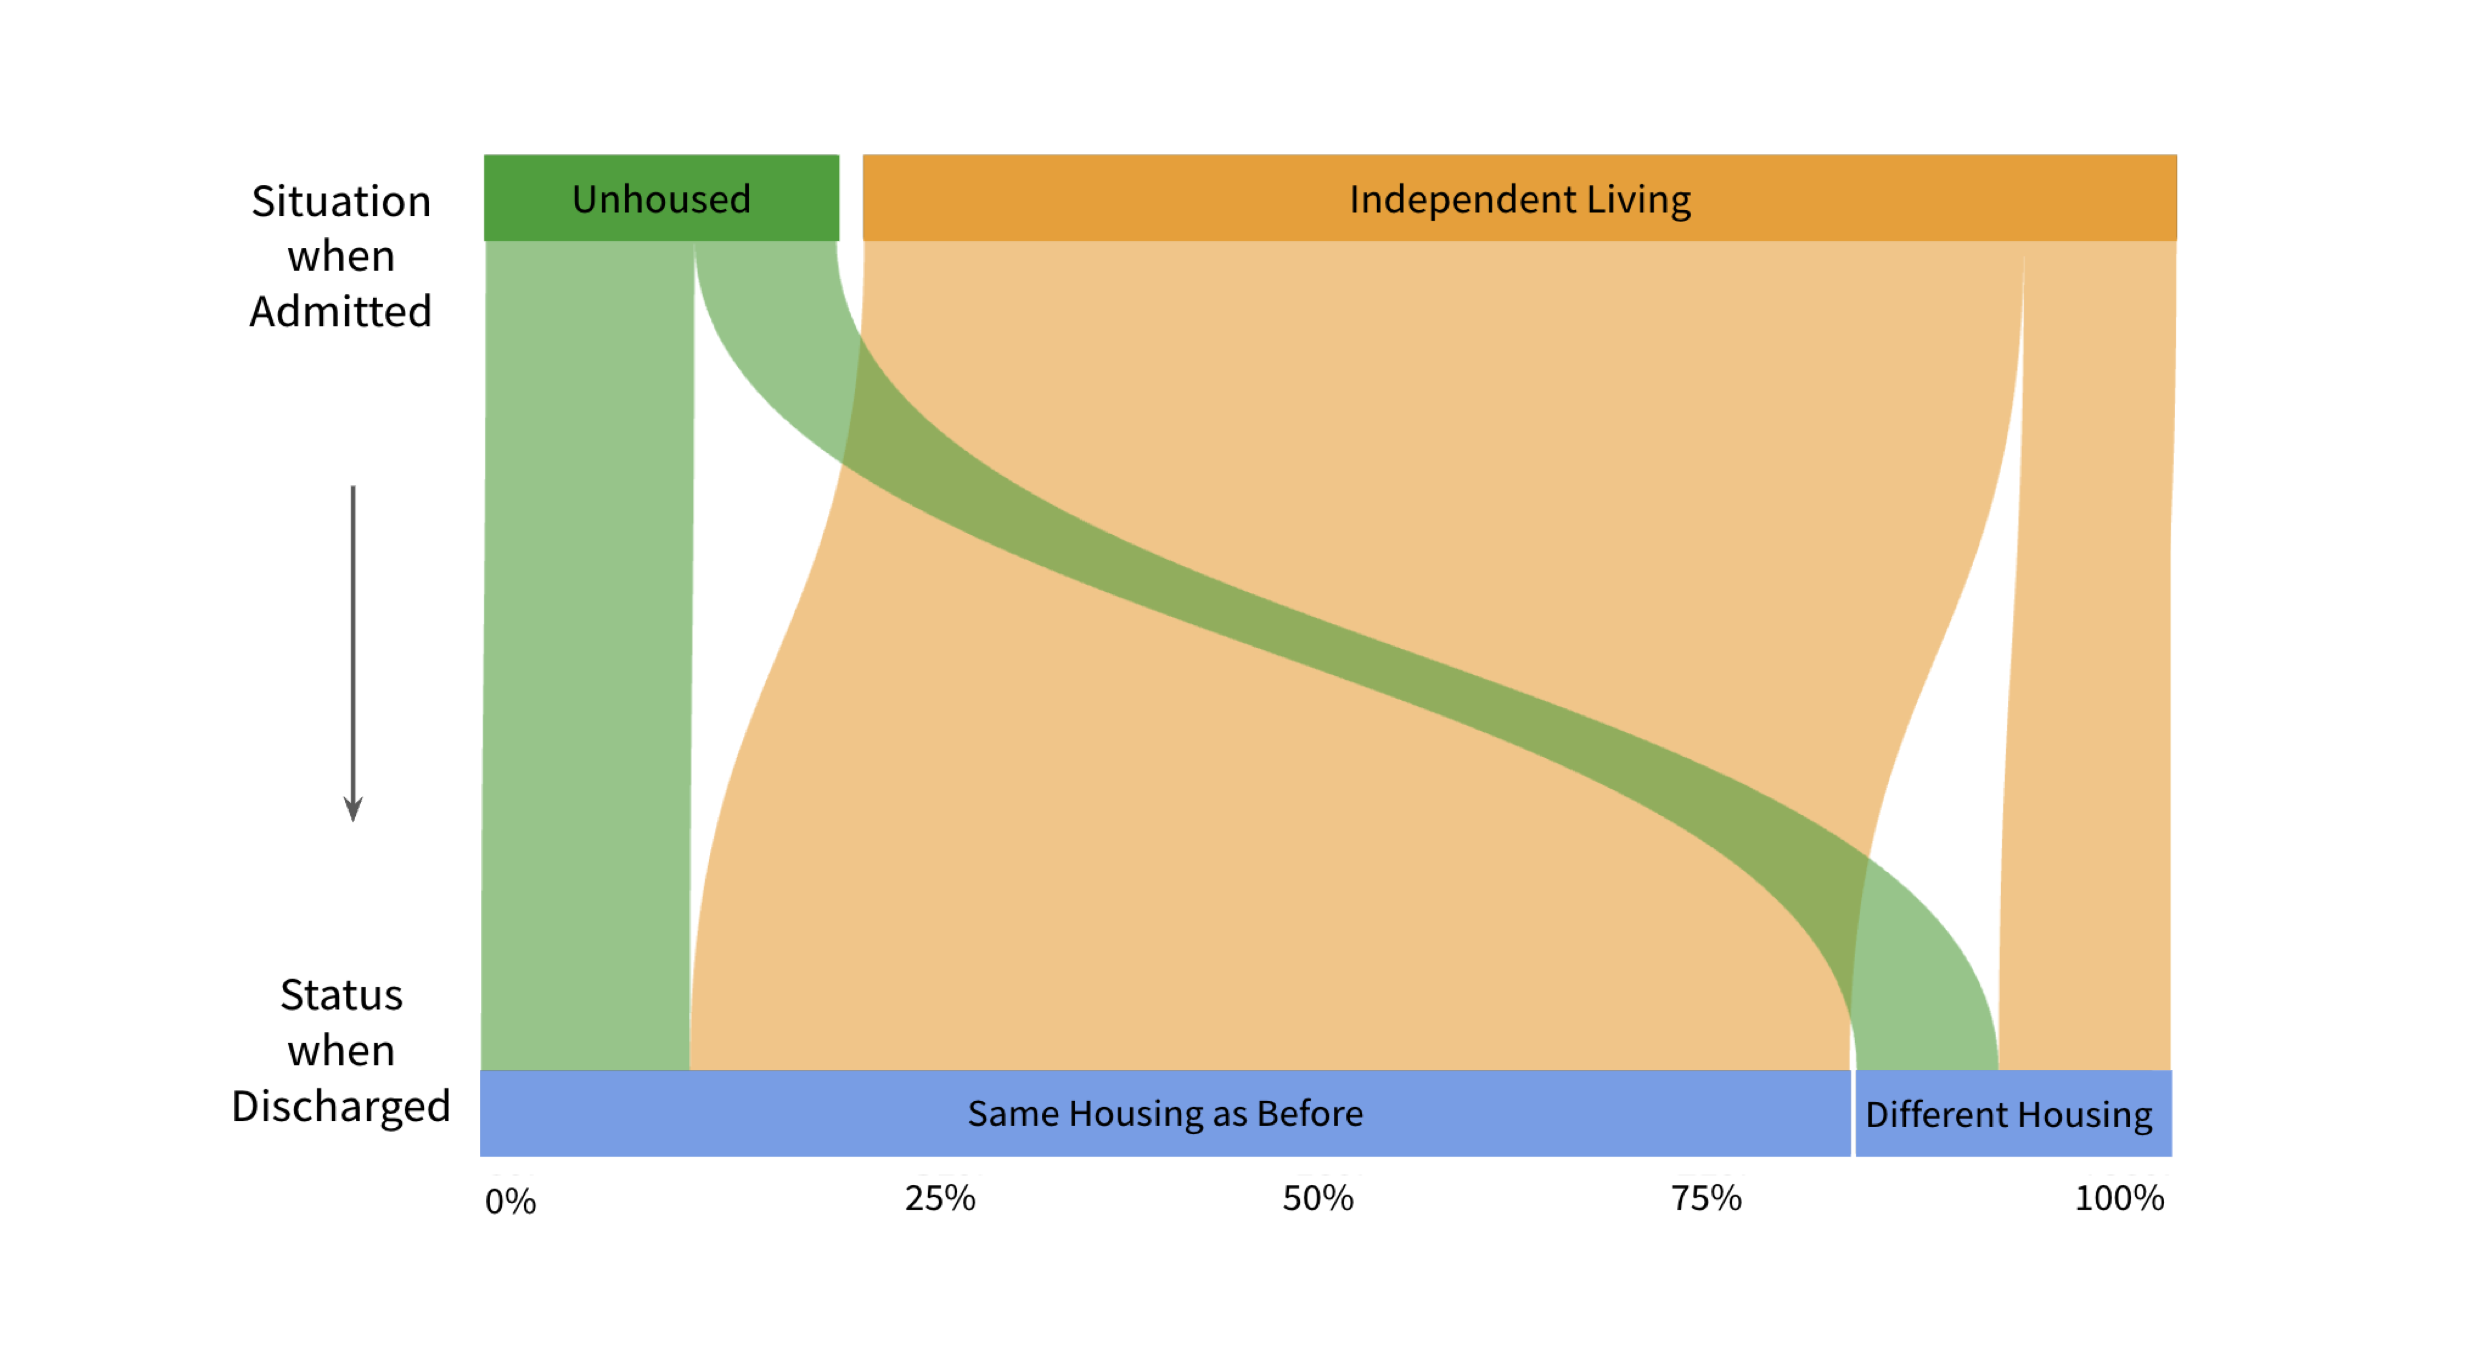 Situation
when
Admitted
Unhoused
Independent Living
Status
when
Discharged
Same Housing as Before
Different Housing
0%
25%
50%
75%
100%